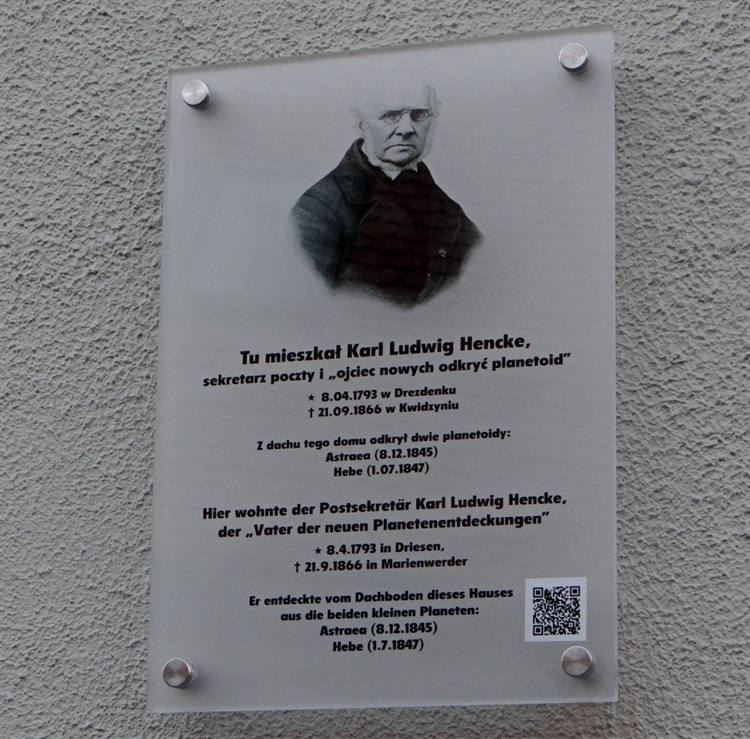 Tu mieszkał Karl Ludwig Hencke,
sekretarz poczty i „ojciec nowych odkryć planetoid”
★ 8.04.1793 w Drezdenku
† 21.09.1866 w Kwidzyniu
Z dachu tego domu odkrył dwie planetoidy:
Astraea (8.12.1845)
Hebe (1.07.1847)
Hier wohnte der Postsekretär Karl Ludwig Hencke,
der „Vater der neuen Planetenentdeckungen”
★ 8.4.1793 in Driesen,
† 21.9.1866 in Marienwerder
Er entdeckte vom Dachboden dieses Hauses
aus die beiden kleinen Planeten:
Astraea (8.12.1845)
Hebe (1.7.1847)